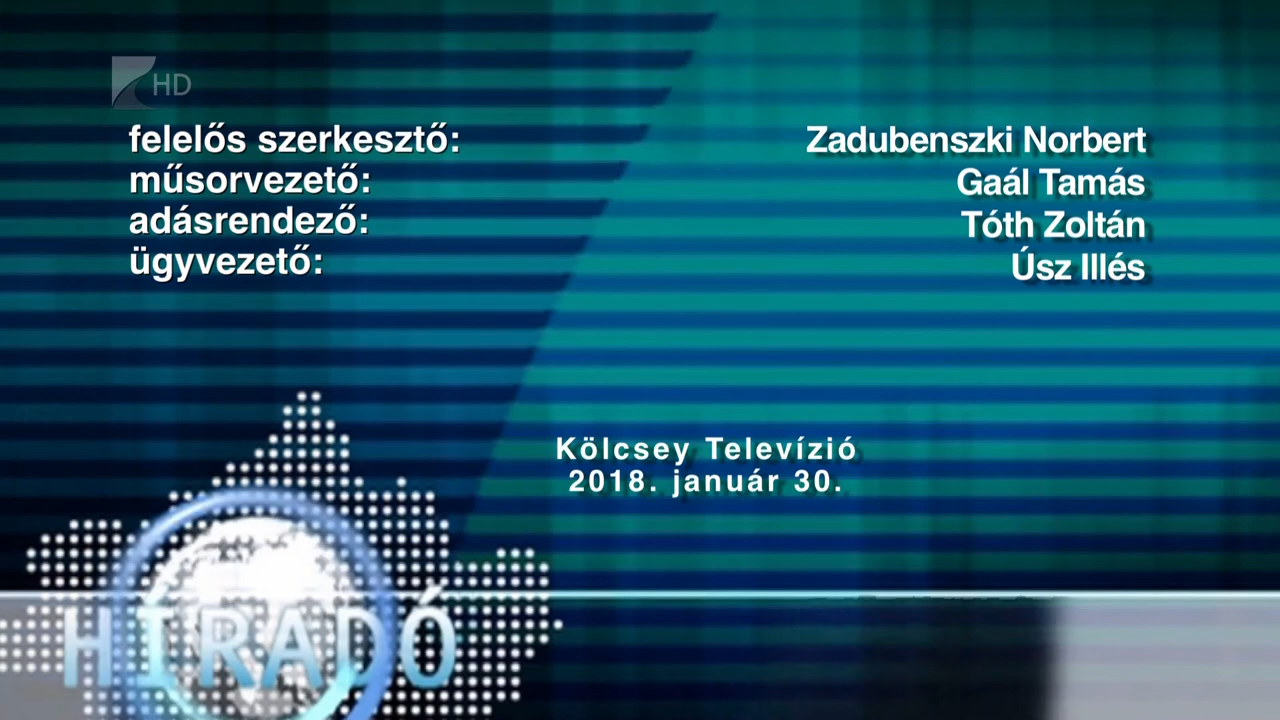 HD
felelős szerkesztő: Zadubenszki Norbert
műsorvezető: Gaál Tamás
adásrendező: Tóth Zoltán
ügyvezető: Úsz Illés
Kölcsey Televízió
2018. január 30.
HÍRADÓ